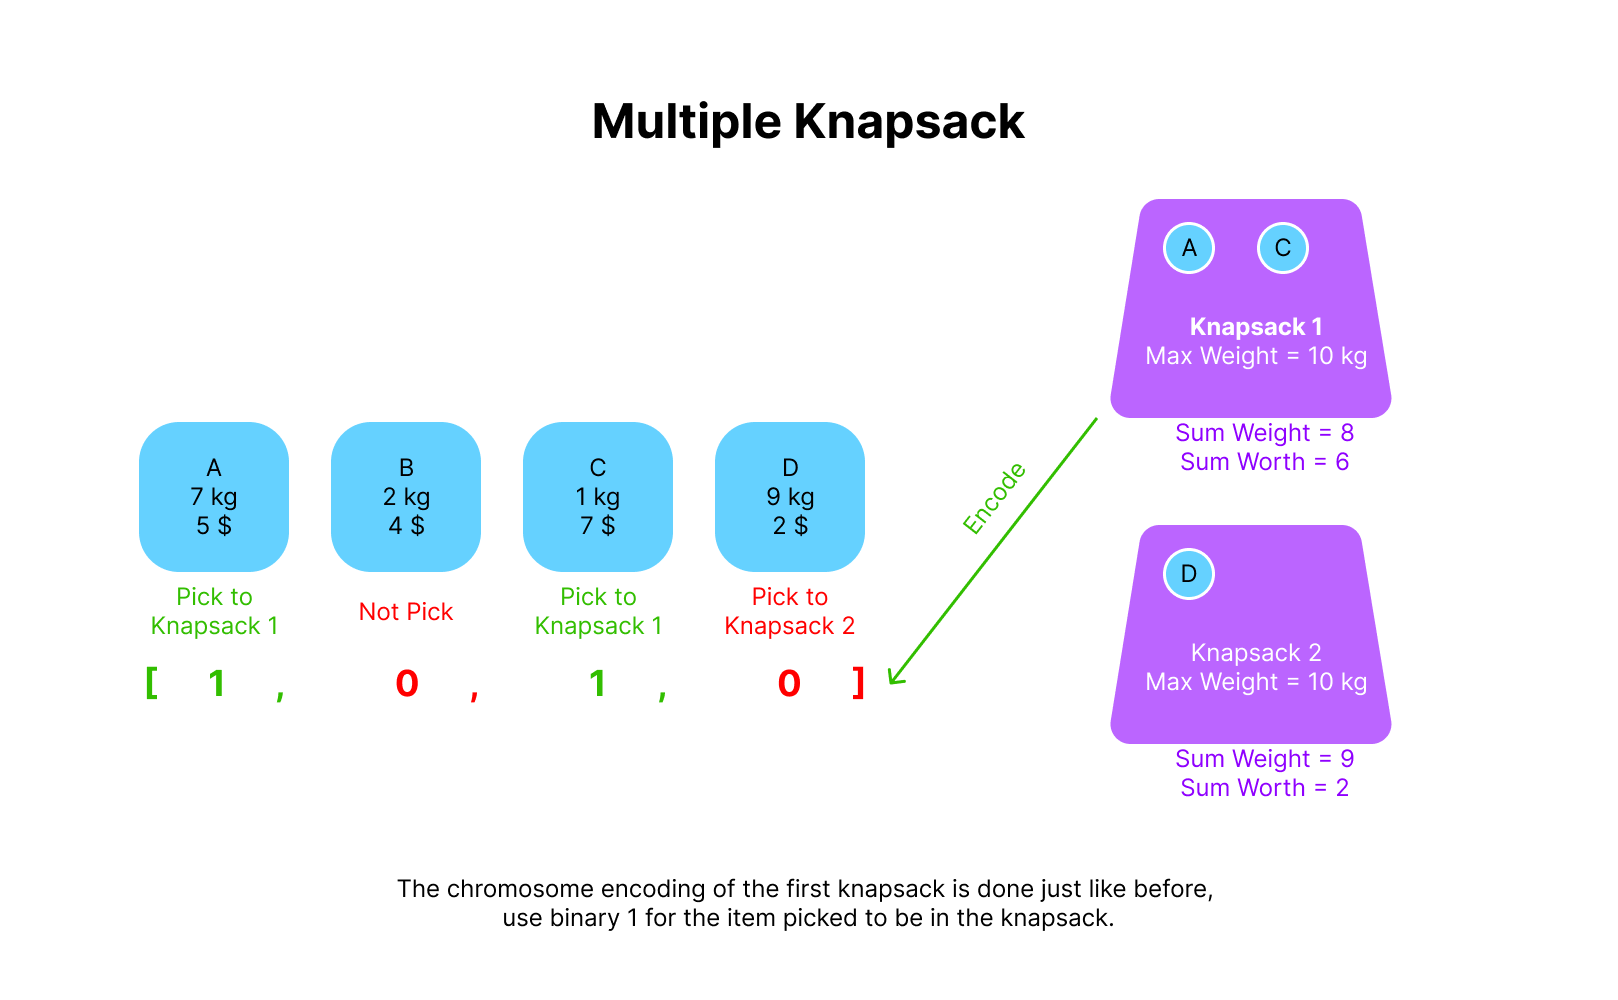 Multiple Knapsack
A
C
Knapsack 1
Max Weight = 10 kg
Sum Weight = 8
Sum Worth = 6
A
7 kg
5 $
B
2 kg
4 $
C
1 kg
7 $
D
9 kg
2 $
Pick to
Knapsack 1
Not Pick
Pick to
Knapsack 1
Pick to
Knapsack 2
[ 1 , 0 , 1 , 0 ]
Encode
D
Knapsack 2
Max Weight = 10 kg
Sum Weight = 9
Sum Worth = 2
The chromosome encoding of the first knapsack is done just like before,
use binary 1 for the item picked to be in the knapsack.